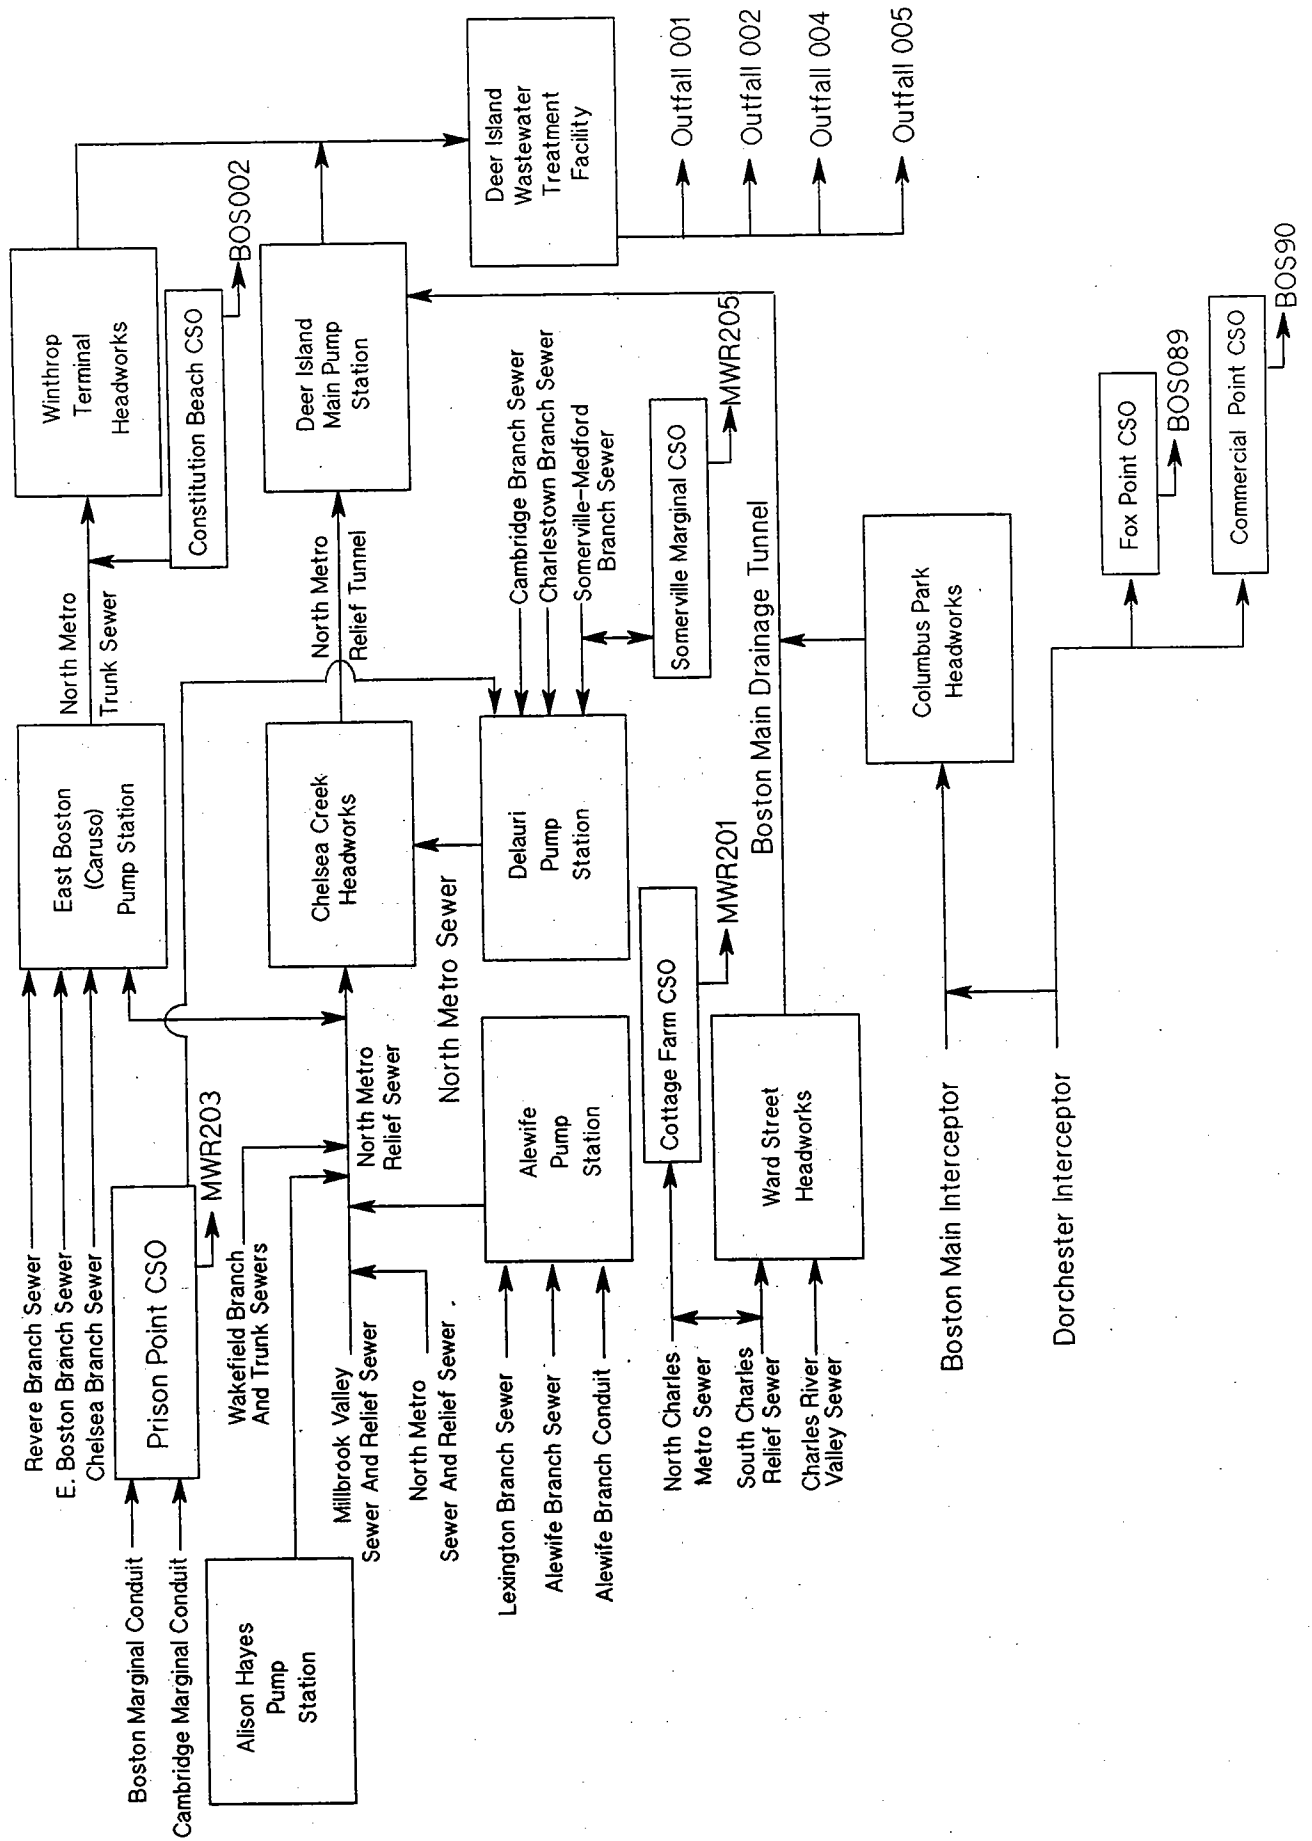 Revere Branch Sewer
E. Boston Branch Sewer
Chelsea Branch Sewer
East Boston
(Caruso)
Pump Station
North Metro
Trunk Sewer
Winthrop
Terminal
Headworks
Constitution Beach CSO
BOS002
Boston Marginal Conduit
Cambridge Marginal Conduit
Prison Point CSO
MWR203
Alison Hayes
Pump
Station
Wakefield Branch
And Trunk Sewers
Millbrook Valley
Sewer And Relief Sewer
North Metro
Sewer And Relief Sewer
North Metro
Relief Sewer
Chelsea Creek
Headworks
North Metro
Relief Tunnel
Deer Island
Main Pump
Station
Deer Island
Wastewater
Treatment
Facility
Outfall 001
Outfall 002
Outfall 004
Outfall 005
North Metro Sewer
Lexington Branch Sewer
Alewife Branch Sewer
Alewife Branch Conduit
Alewife
Pump
Station
Delauri
Pump
Station
Cambridge Branch Sewer
Charlestown Branch Sewer
Somerville-Medford
Branch Sewer
Somerville Marginal CSO
MWR205
North Charles
Metro Sewer
South Charles
Relief Sewer
Charles River
Valley Sewer
Cottage Farm CSO
MWR201
Ward Street
Headworks
Boston Main Drainage Tunnel
Columbus Park
Headworks
Boston Main Interceptor
Dorchester Interceptor
Fox Point CSO
BOS089
Commercial Point CSO
BOS90